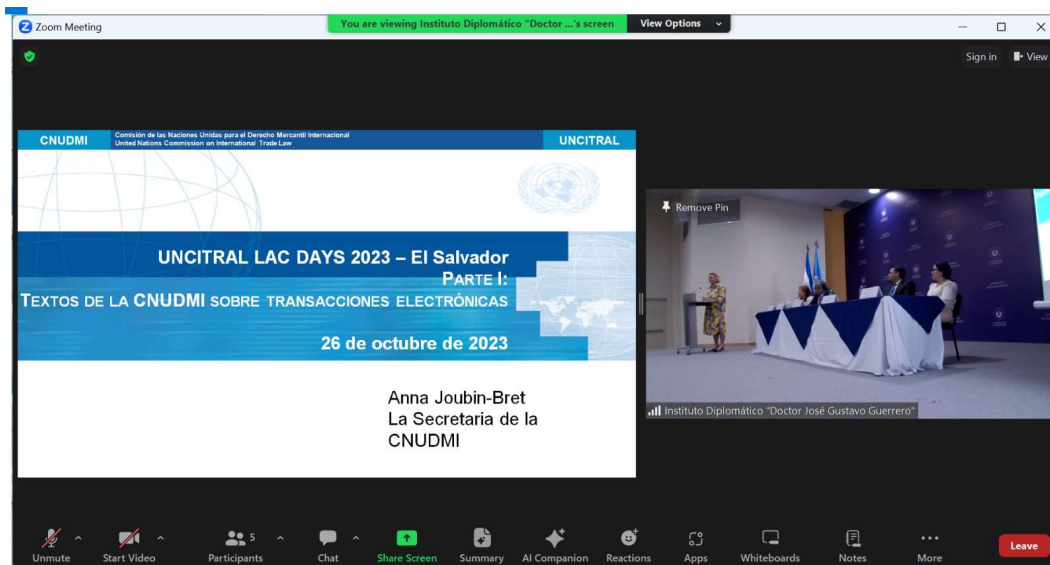 Zoom Meeting
You are viewing Instituto Diplomático "Doctor ...'s screen
View Options
Sign in
View
CNUDMI
Comisión de las Naciones Unidas para el Derecho Mercantil Internacional
United Nations Commission on International Trade Law
UNCITRAL
UNCITRAL LAC DAYS 2023 – El Salvador
PARTE I:
TEXTOS DE LA CNUDMI SOBRE TRANSACCIONES ELECTRÓNICAS
26 de octubre de 2023
Anna Joubin-Bret
La Secretaria de la
CNUDMI
Remove Pin
Instituto Diplomático "Doctor José Gustavo Guerrero"
Unmute
Start Video
5
Participants
Chat
Share Screen
Summary
AI Companion
Reactions
Apps
Whiteboards
Notes
More
Leave